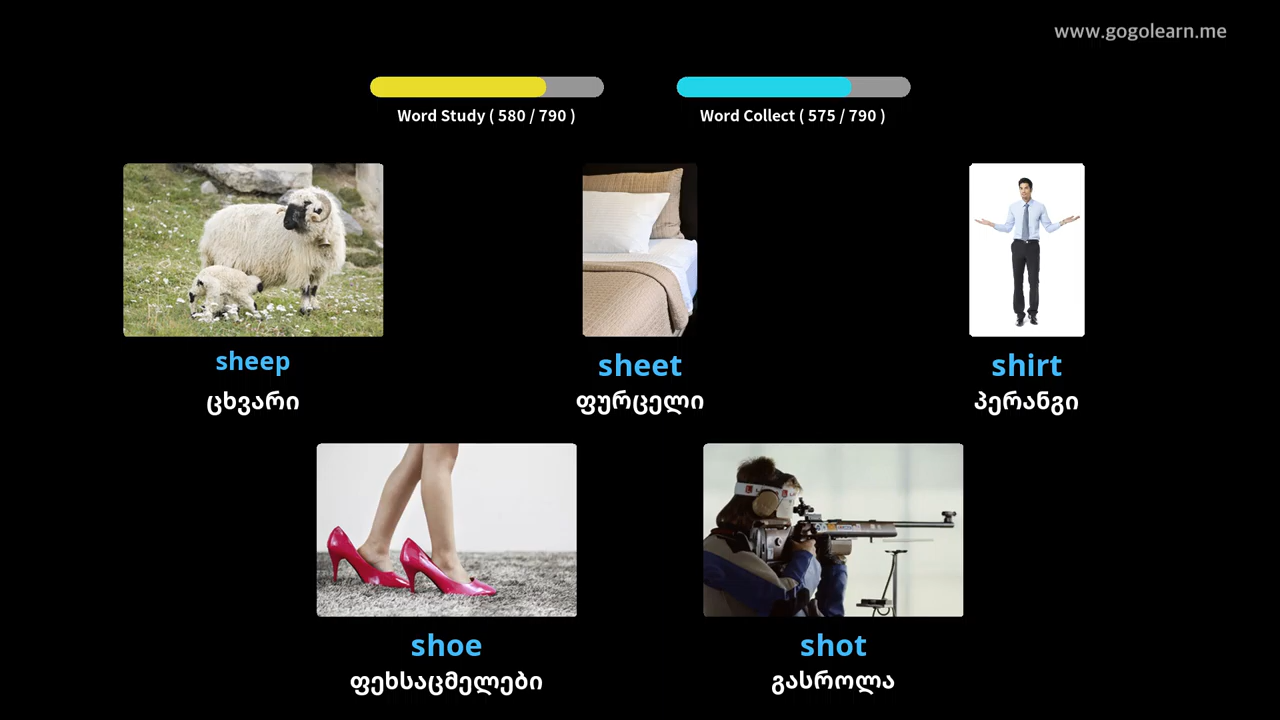 www.gogolearn.me
Word Study ( 580 / 790 )
Word Collect ( 575 / 790 )
sheep
ცხვარი
sheet
ფურცელი
shirt
პერანგი
shoe
ფეხსაცმელები
shot
გასროლა